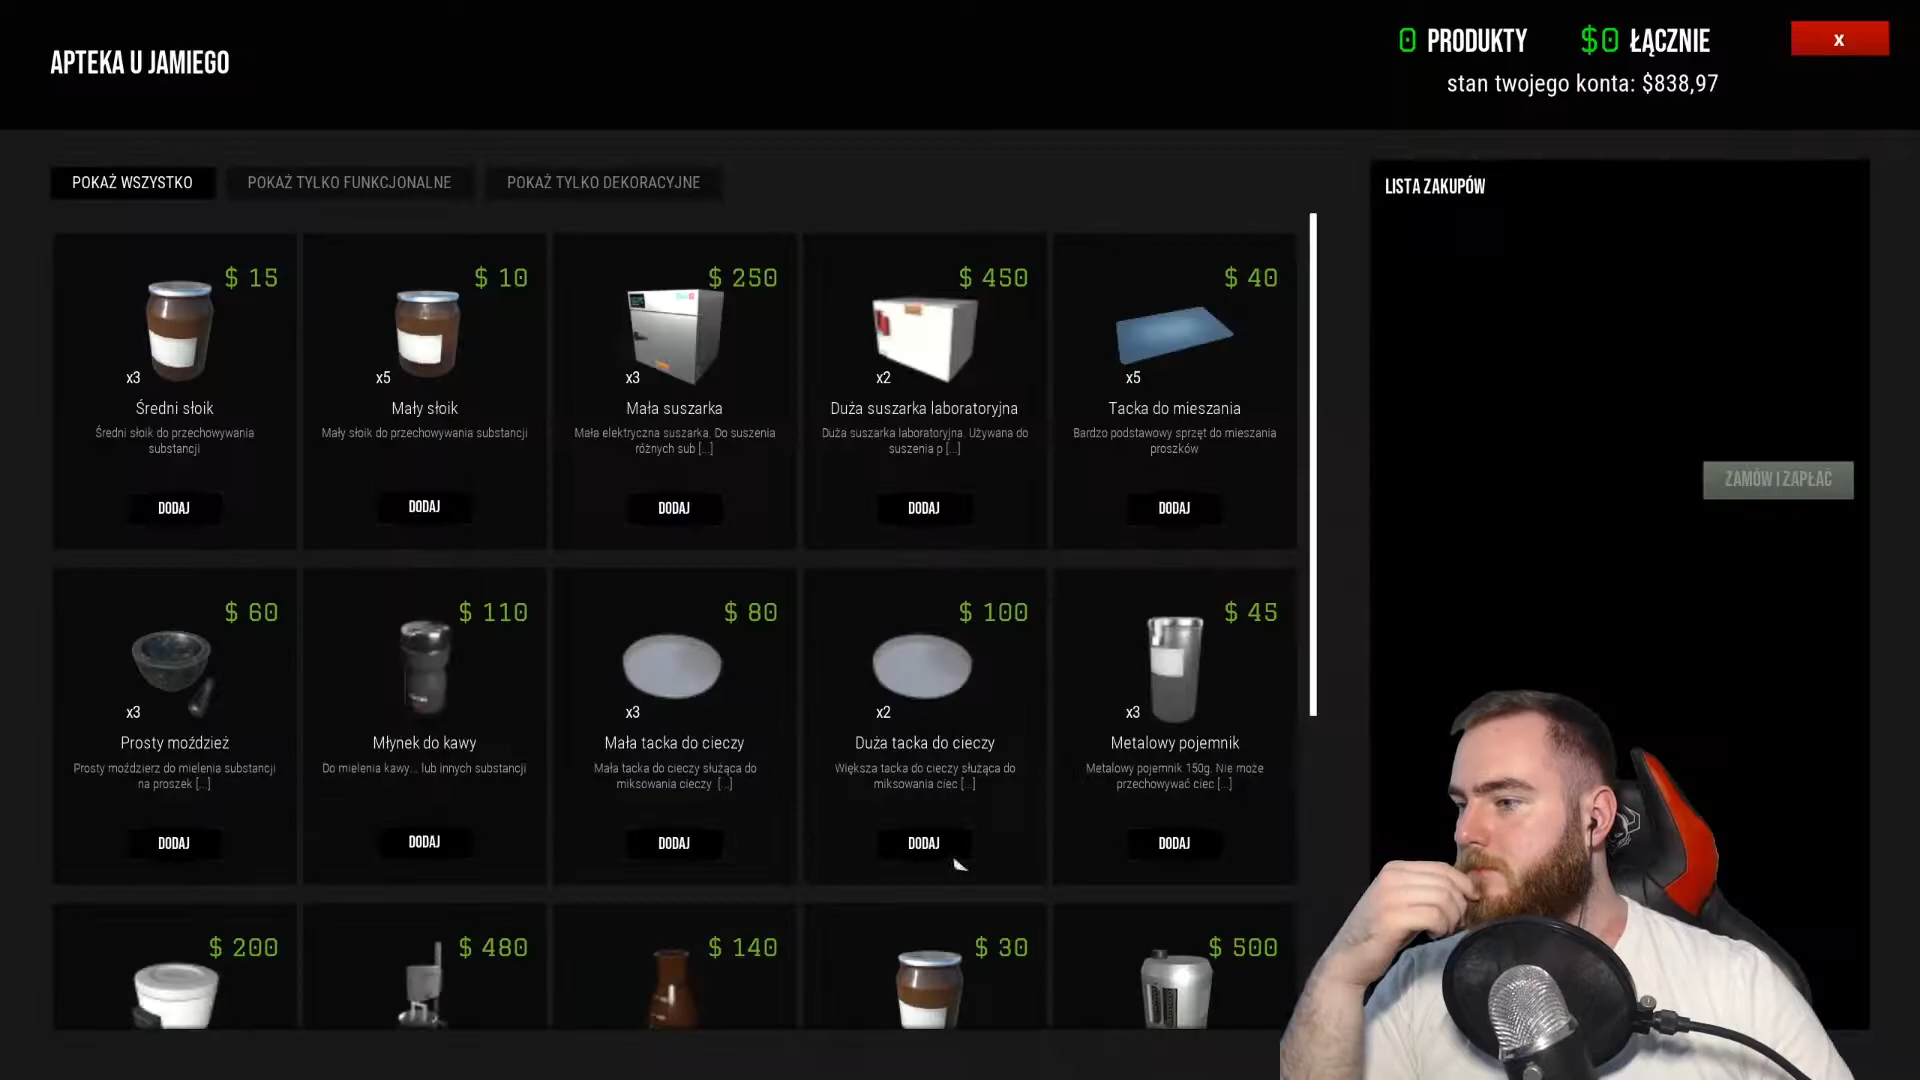 APTEKA U JAMIEGO
0 PRODUKTY $0 ŁĄCZNIE
x
stan twojego konta: $838,97
POKAŻ WSZYSTKO
POKAŻ TYLKO FUNKCJONALNE
POKAŻ TYLKO DEKORACYJNE
LISTA ZAKUPÓW
ZAMÓW I ZAPŁAĆ
$ 15
x3
Średni słoik
Średni słoik do przechowywania
substancji
DODAJ
$ 10
x5
Mały słoik
Mały słoik do przechowywania substancji
DODAJ
$ 250
x3
Mała suszarka
Mała elektryczna suszarka. Do suszenia
różnych sub [...]
DODAJ
$ 450
x2
Duża suszarka laboratoryjna
Duża suszarka laboratoryjna. Używana do
suszenia p [...]
DODAJ
$ 40
x5
Tacka do mieszania
Bardzo podstawowy sprzęt do mieszania
proszków
DODAJ
$ 60
x3
Prosty moździeż
Prosty moździerz do mielenia substancji
na proszek [...]
DODAJ
$ 110
Młynek do kawy
Do mielenia kawy... lub innych substancji
DODAJ
$ 80
x3
Mała tacka do cieczy
Mała tacka do cieczy służąca do
miksowania cieczy [...]
DODAJ
$ 100
x2
Duża tacka do cieczy
Większa tacka do cieczy służąca do
miksowania ciec [...]
DODAJ
$ 45
x3
Metalowy pojemnik
Metalowy pojemnik 150g. Nie może
przechowywać ciec [...]
DODAJ
$ 200
$ 480
$ 140
$ 30
$ 500